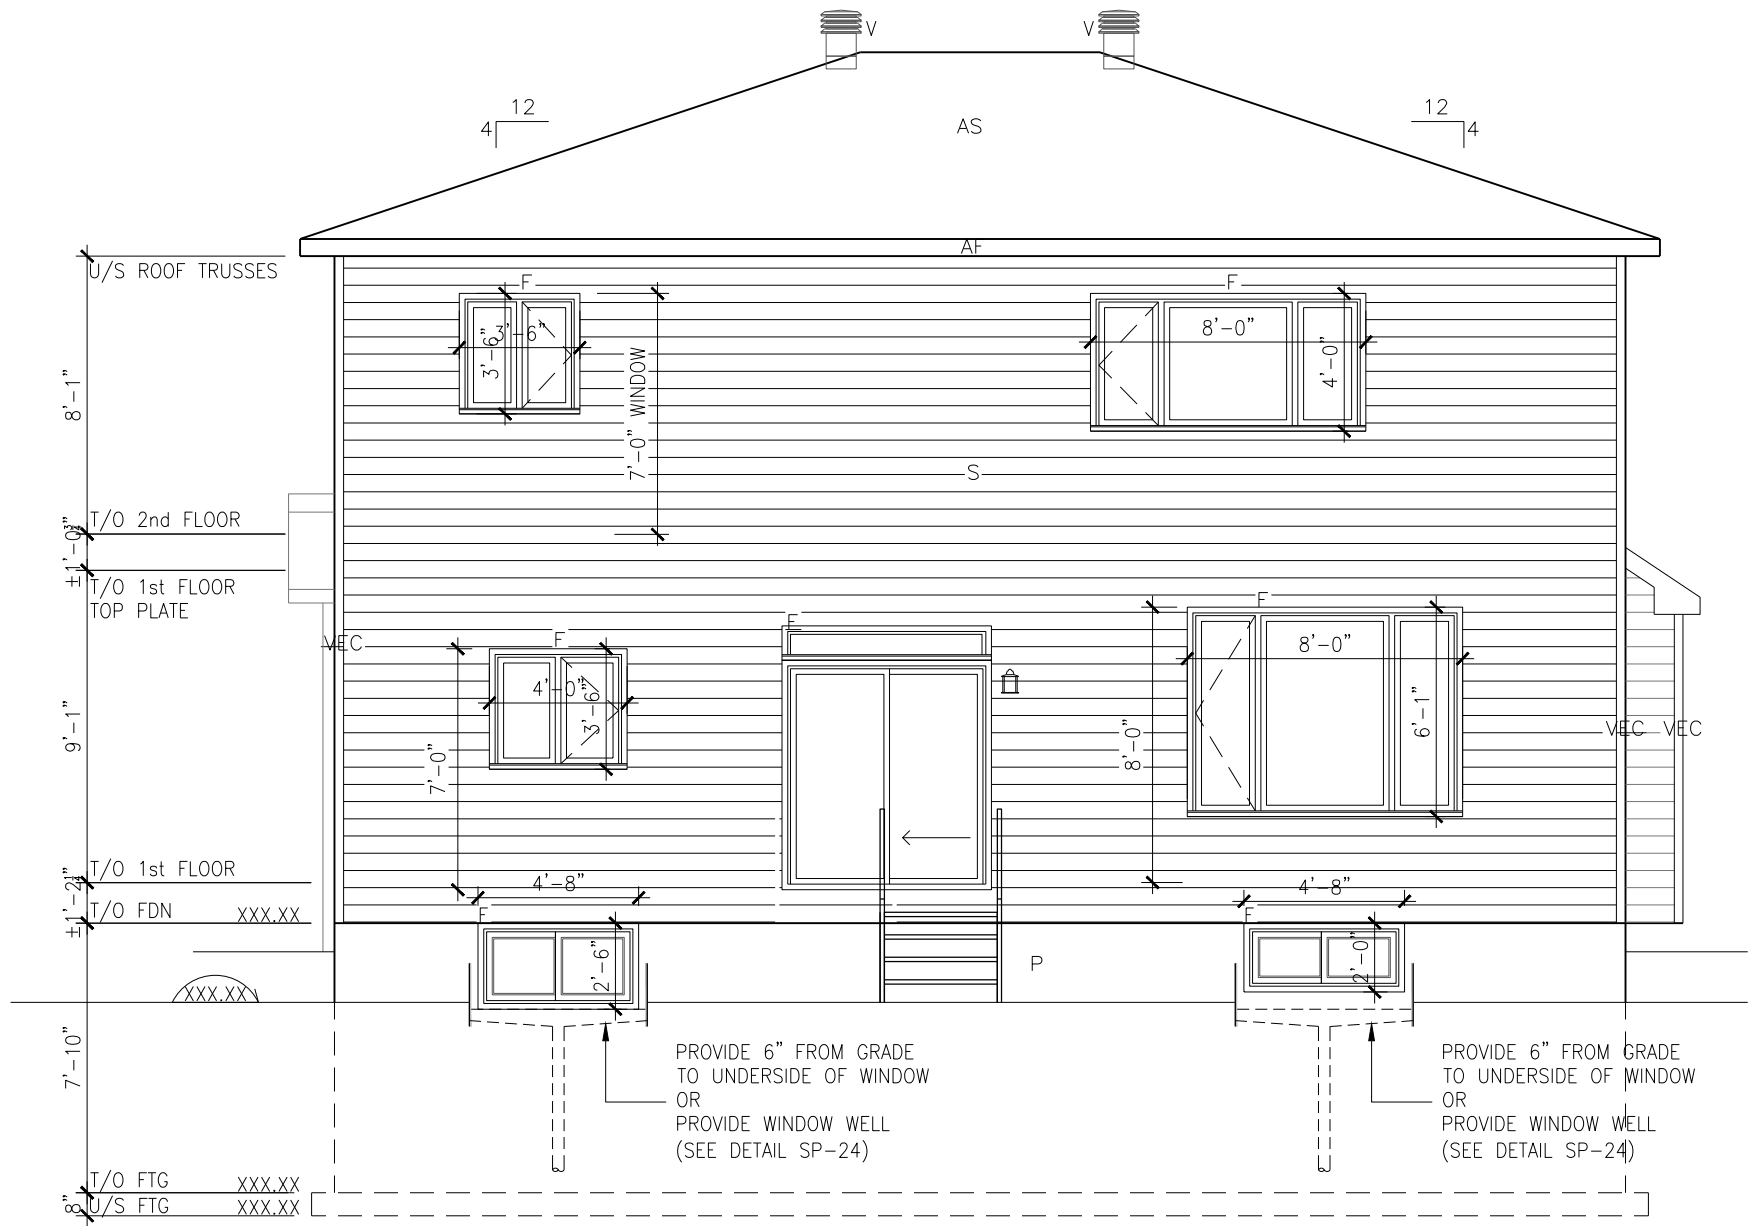 V
V
12
4
12
4
AS
AF
U/S ROOF TRUSSES
F
F
3'-6"
3'-6"
8'-0"
4'-0"
8'-1"
7'-0" WINDOW
S
T/O 2nd FLOOR
±1'-0¾"
T/O 1st FLOOR
TOP PLATE
F
F
F
VEC
8'-0"
4'-0"
3'-6"
6'-1"
9'-1"
7'-0"
8'-0"
VEC
VEC
T/O 1st FLOOR
±1'-2½"
4'-8"
4'-8"
T/O FDN XXX.XX
F
F
2'-6"
2'-0"
P
XXX.XX
7'-10"
PROVIDE 6" FROM GRADE
TO UNDERSIDE OF WINDOW
OR
PROVIDE WINDOW WELL
(SEE DETAIL SP-24)
PROVIDE 6" FROM GRADE
TO UNDERSIDE OF WINDOW
OR
PROVIDE WINDOW WELL
(SEE DETAIL SP-24)
T/O FTG XXX.XX
8"
U/S FTG XXX.XX